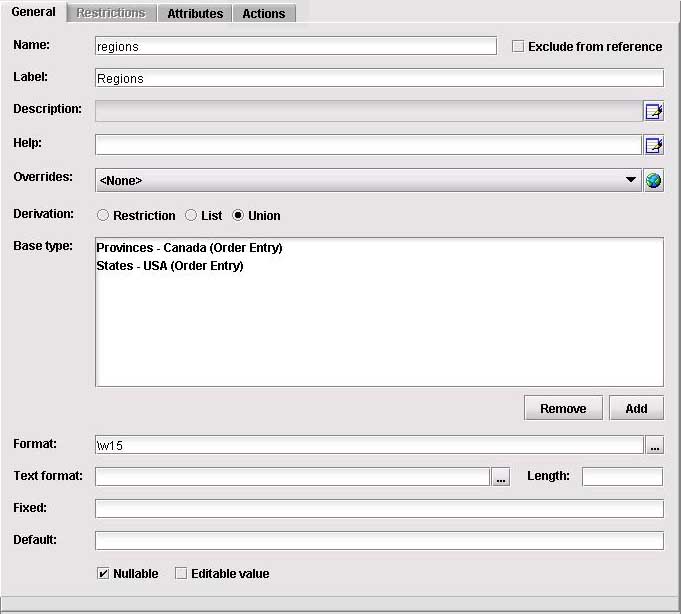 General Restrictions Attributes Actions
Name: regions Exclude from reference
Label: Regions
Description:
Help:
Overrides: <None>
Derivation: Restriction List Union
Base type: Provinces - Canada (Order Entry)
States - USA (Order Entry)
Remove Add
Format: \w15 ...
Text format: ... Length:
Fixed:
Default:
Nullable Editable value